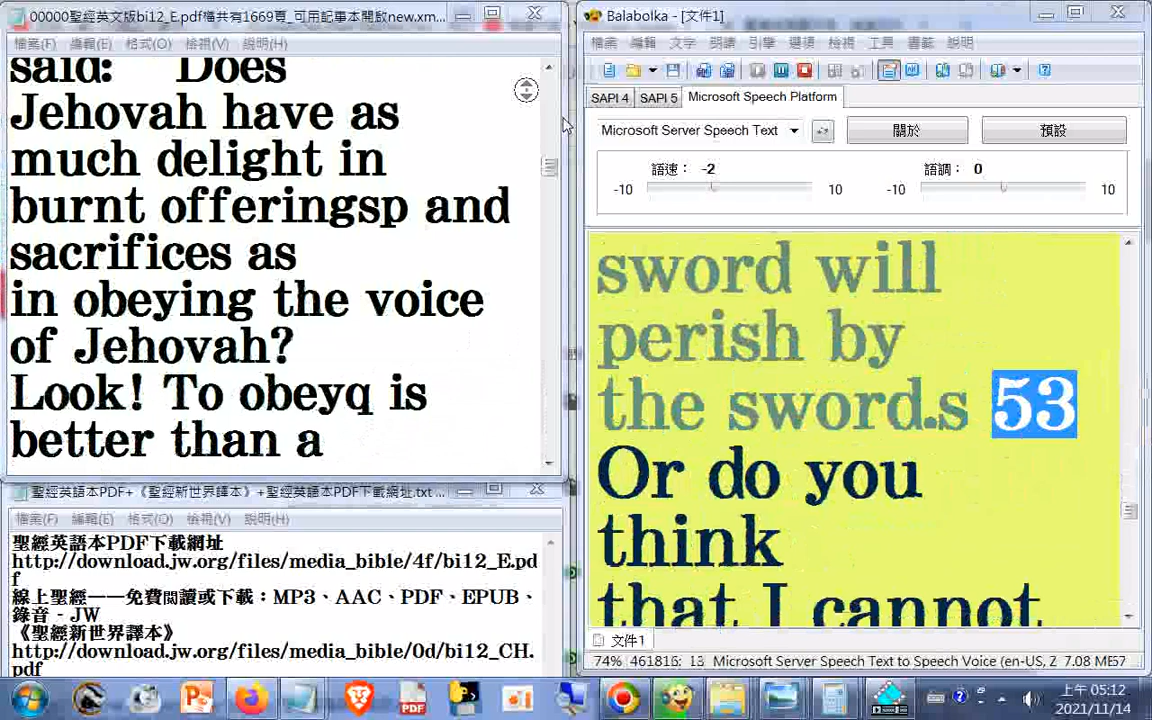 00000聖經英文版bi12_E.pdf檔共有1669頁_可用記事本開啟new.xm...
檔案(F) 編輯(E) 格式(O) 檢視(V) 說明(H)
said: Does
Jehovah have as
much delight in
burnt offeringsp and
sacrifices as
in obeying the voice
of Jehovah?
Look! To obeyq is
better than a
聖經英語本PDF+《聖經新世界譯本》+聖經英語本PDF下載網址.txt ...
檔案(F) 編輯(E) 格式(O) 檢視(V) 說明(H)
聖經英語本PDF下載網址
http://download.jw.org/files/media_bible/4f/bi12_E.pd
f
線上聖經——免費閱讀或下載：MP3、AAC、PDF、EPUB、
錄音 - JW
《聖經新世界譯本》
http://download.jw.org/files/media_bible/0d/bi12_CH.
pdf
Balabolka - [文件1]
檔案 編輯 文字 朗讀 引擎 選項 檢視 工具 書籤 說明
SAPI 4 SAPI 5 Microsoft Speech Platform
Microsoft Server Speech Text 關於 預設
語速： -2 語調： 0
-10 10 -10 10
sword will
perish by
the sword.s 53
Or do you
think
that I cannot
文件1
74% 461815: 13 Microsoft Server Speech Text to Speech Voice (en-US, Z 7.08 ME 57
上午 05:12
2021/11/14